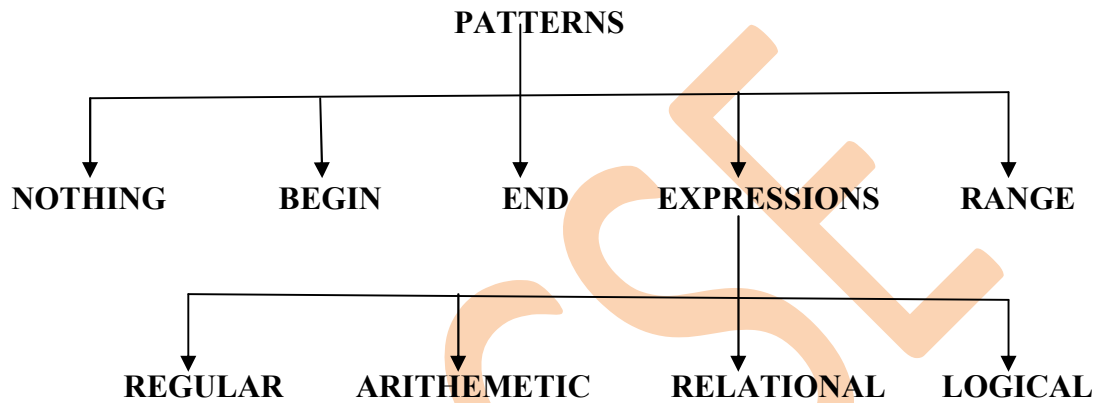 PATTERNS
NOTHING BEGIN END EXPRESSIONS RANGE
REGULAR ARITHEMETIC RELATIONAL LOGICAL